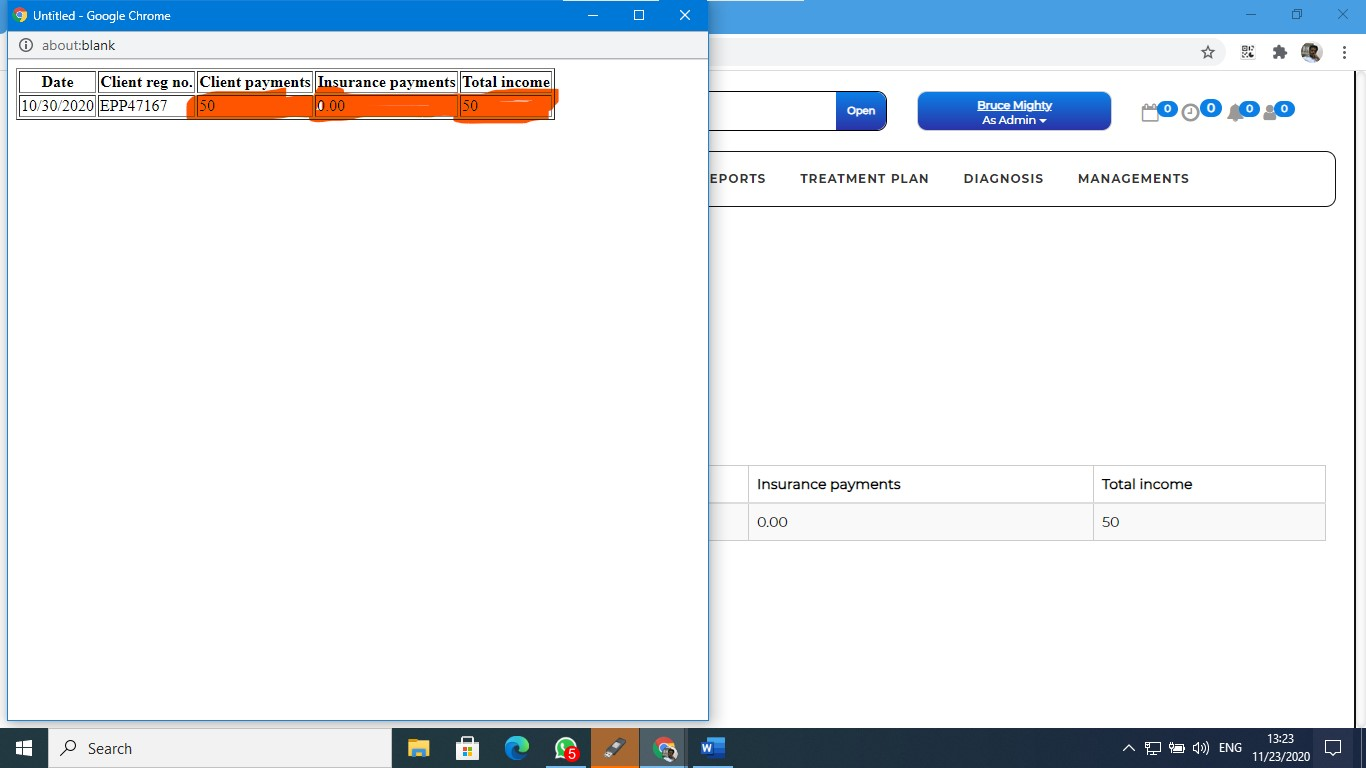 Untitled - Google Chrome
about:blank
Date Client reg no. Client payments Insurance payments Total income
10/30/2020 EPP47167 50 0.00 50
Open
Bruce Mighty
As Admin
0 0 0 0
EPORTS TREATMENT PLAN DIAGNOSIS MANAGEMENTS
Insurance payments Total income
0.00 50
Search
5
W
ENG
13:23
11/23/2020